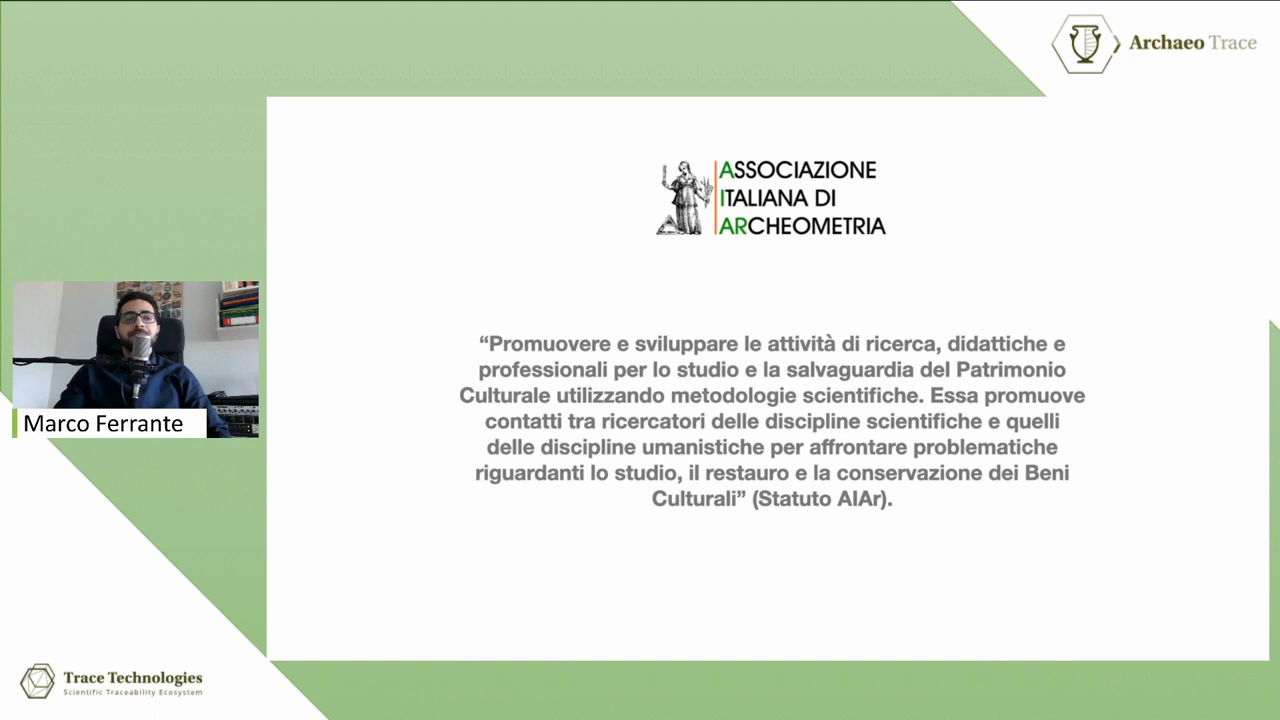 Archaeo Trace
ASSOCIAZIONE
ITALIANA DI
ARCHEOMETRIA
“Promuovere e sviluppare le attività di ricerca, didattiche e
professionali per lo studio e la salvaguardia del Patrimonio
Culturale utilizzando metodologie scientifiche. Essa promuove
contatti tra ricercatori delle discipline scientifiche e quelli
delle discipline umanistiche per affrontare problematiche
riguardanti lo studio, il restauro e la conservazione dei Beni
Culturali” (Statuto AIAr).
Marco Ferrante
Trace Technologies
Scientific Traceability Ecosystem